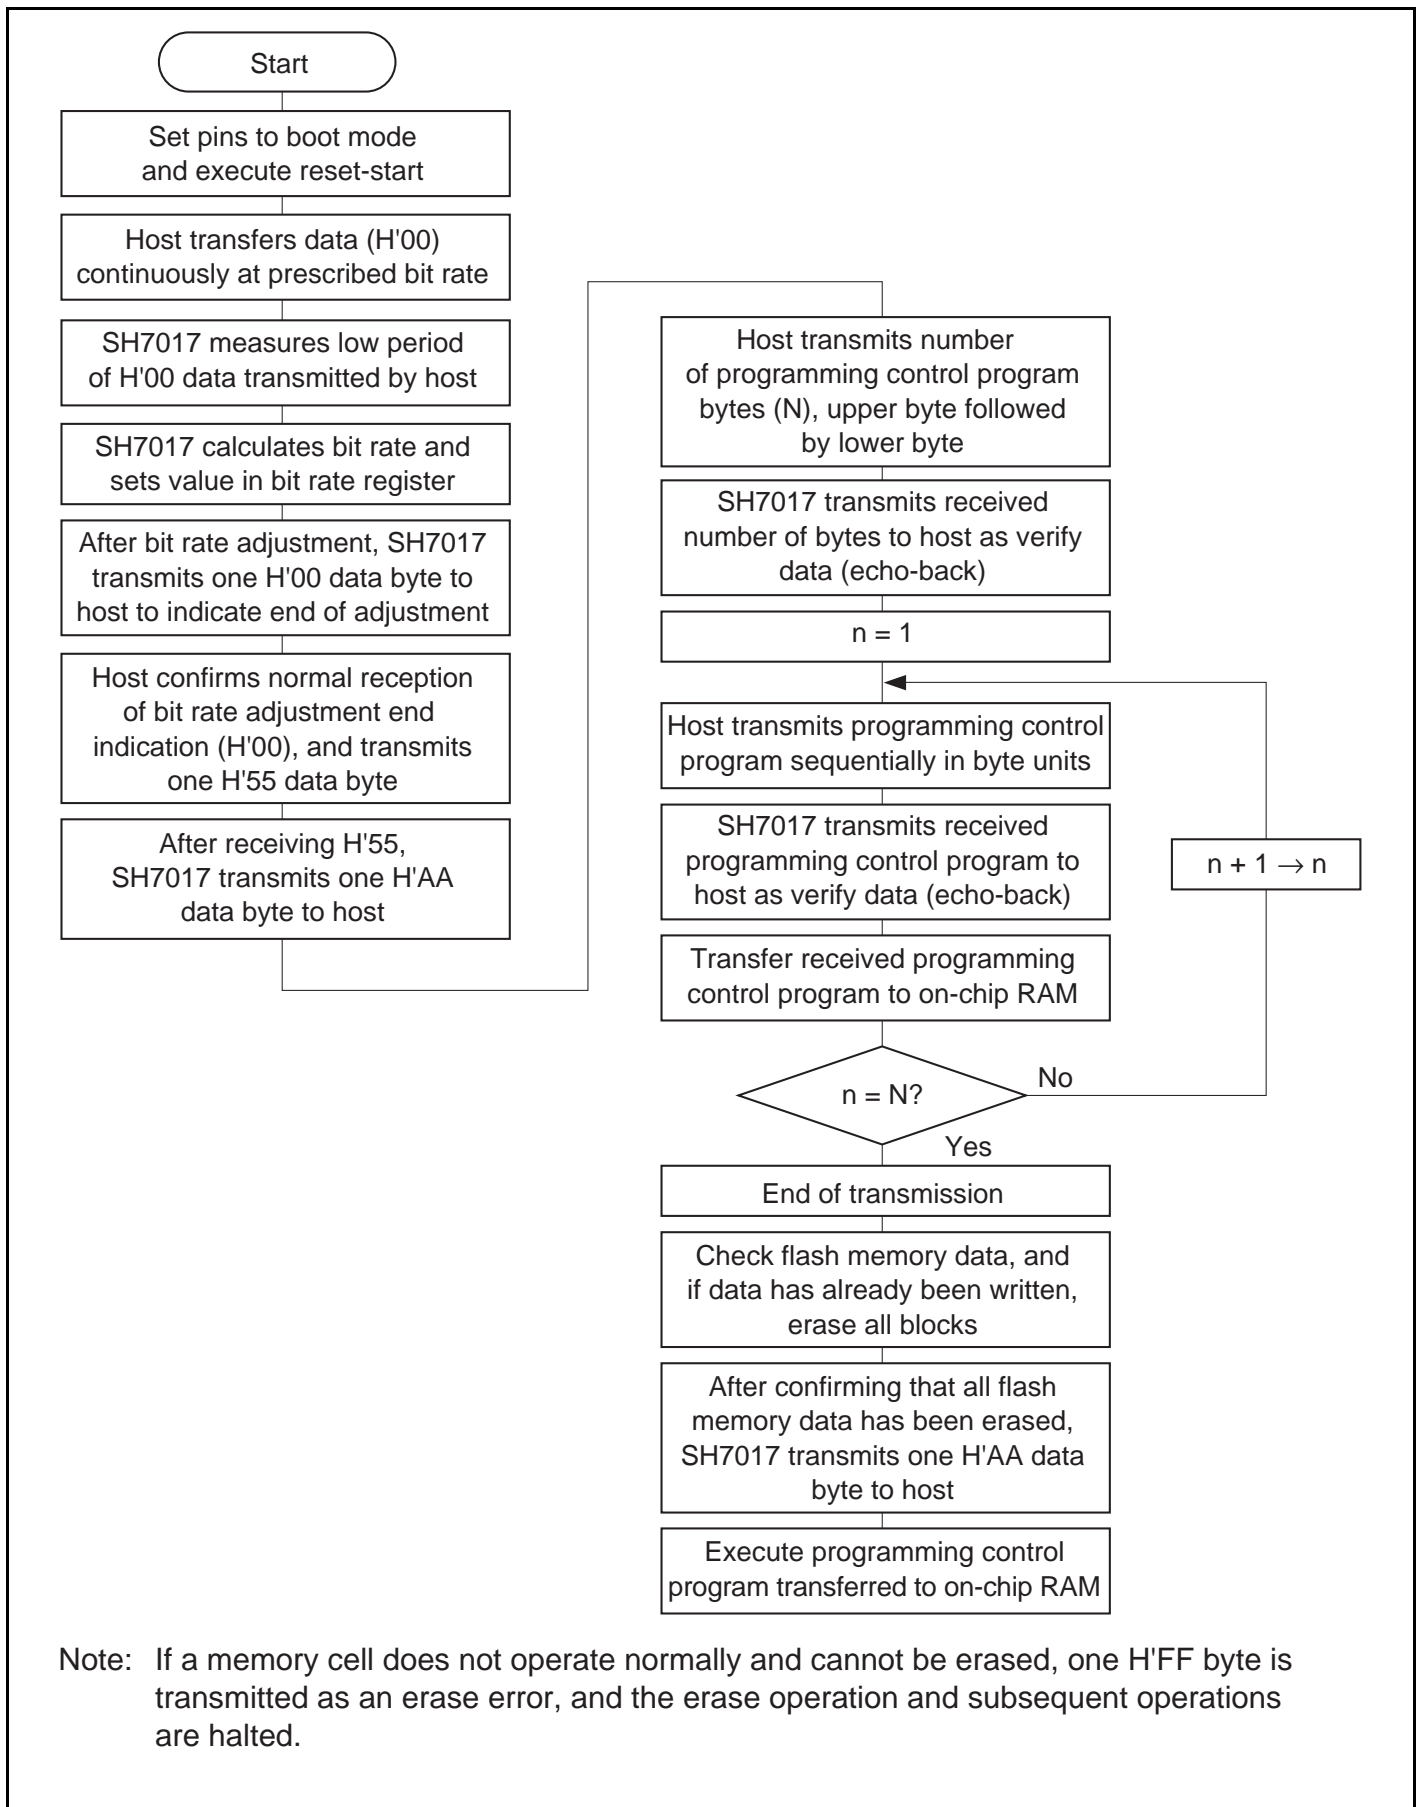 Start
Set pins to boot mode
and execute reset-start
Host transfers data (H'00)
continuously at prescribed bit rate
SH7017 measures low period
of H'00 data transmitted by host
SH7017 calculates bit rate and
sets value in bit rate register
After bit rate adjustment, SH7017
transmits one H'00 data byte to
host to indicate end of adjustment
Host confirms normal reception
of bit rate adjustment end
indication (H'00), and transmits
one H'55 data byte
After receiving H'55,
SH7017 transmits one H'AA
data byte to host
Host transmits number
of programming control program
bytes (N), upper byte followed
by lower byte
SH7017 transmits received
number of bytes to host as verify
data (echo-back)
n = 1
Host transmits programming control
program sequentially in byte units
SH7017 transmits received
programming control program to
host as verify data (echo-back)
n + 1 → n
Transfer received programming
control program to on-chip RAM
n = N?
No
Yes
End of transmission
Check flash memory data, and
if data has already been written,
erase all blocks
After confirming that all flash
memory data has been erased,
SH7017 transmits one H'AA data
byte to host
Execute programming control
program transferred to on-chip RAM
Note: If a memory cell does not operate normally and cannot be erased, one H'FF byte is
transmitted as an erase error, and the erase operation and subsequent operations
are halted.